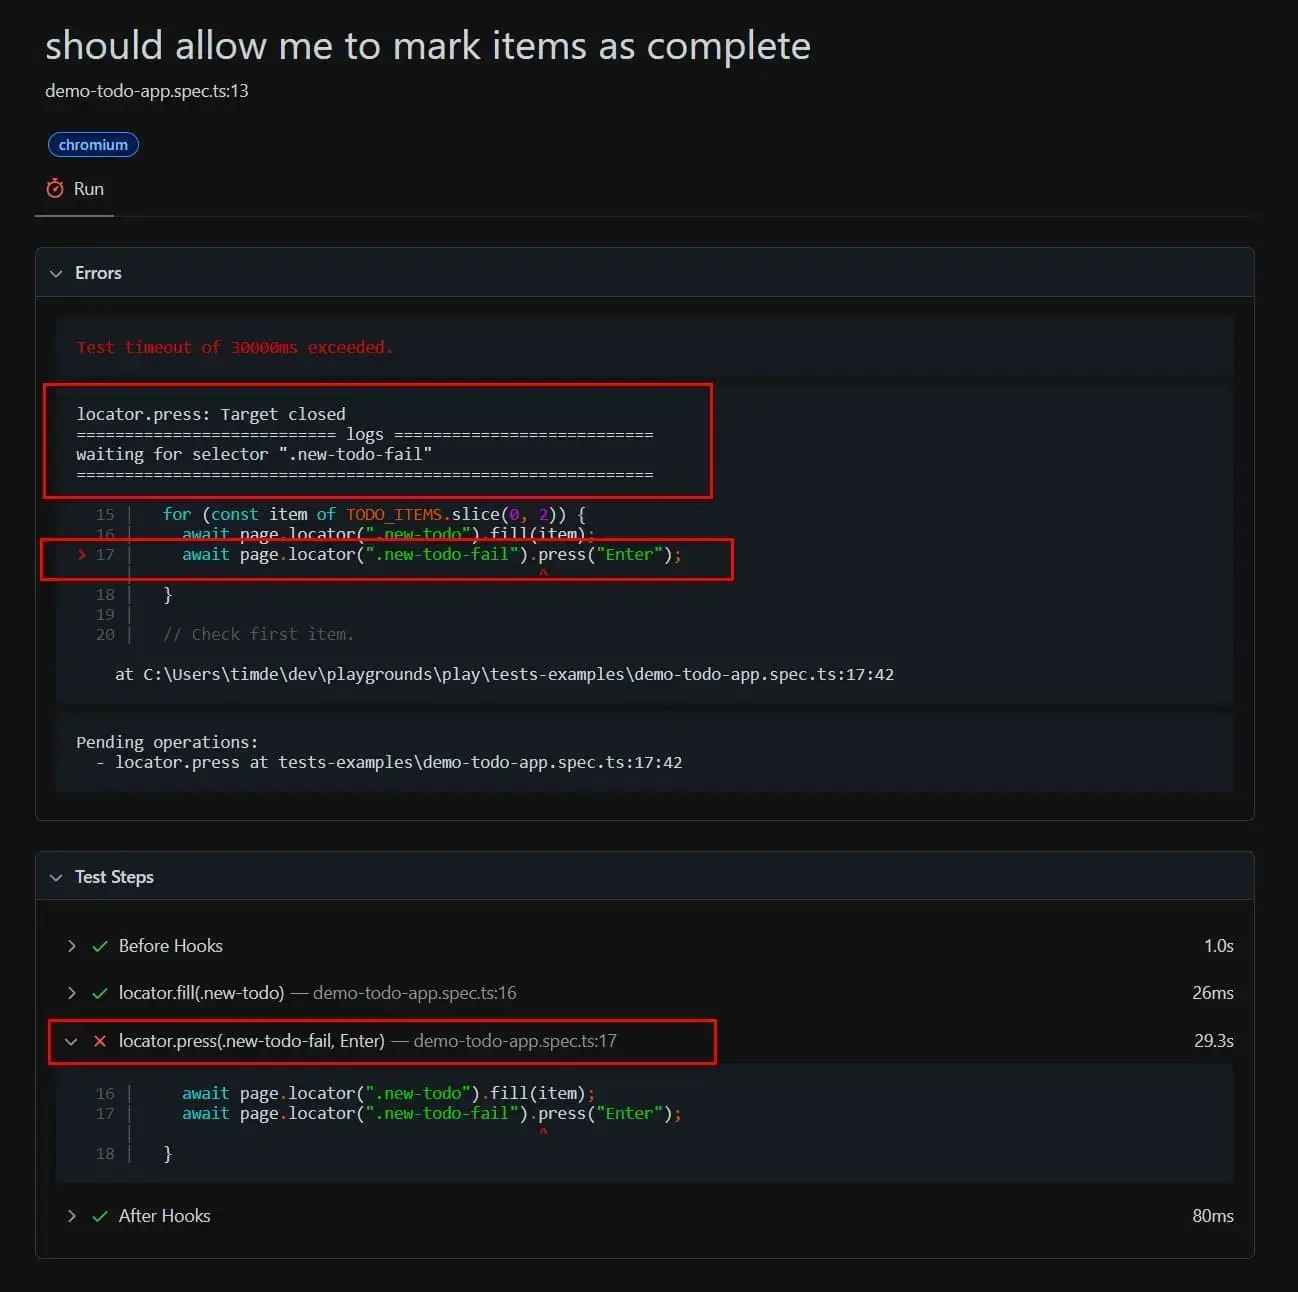 should allow me to mark items as complete
demo-todo-app.spec.ts:13
chromium
Run
Errors
Test timeout of 30000ms exceeded.
locator.press: Target closed
=========================== logs ===========================
waiting for selector ".new-todo-fail"
============================================================
15 |   for (const item of TODO_ITEMS.slice(0, 2)) {
16 |     await page.locator(".new-todo").fill(item);
> 17 |     await page.locator(".new-todo-fail").press("Enter");
|                                           ^
18 |   }
19 |
20 |   // Check first item.
at C:\Users\timde\dev\playgrounds\play\tests-examples\demo-todo-app.spec.ts:17:42
Pending operations:
- locator.press at tests-examples\demo-todo-app.spec.ts:17:42
Test Steps
Before Hooks 1.0s
locator.fill(.new-todo) — demo-todo-app.spec.ts:16 26ms
locator.press(.new-todo-fail, Enter) — demo-todo-app.spec.ts:17 29.3s
16 |     await page.locator(".new-todo").fill(item);
17 |     await page.locator(".new-todo-fail").press("Enter");
|                                           ^
18 |   }
After Hooks 80ms